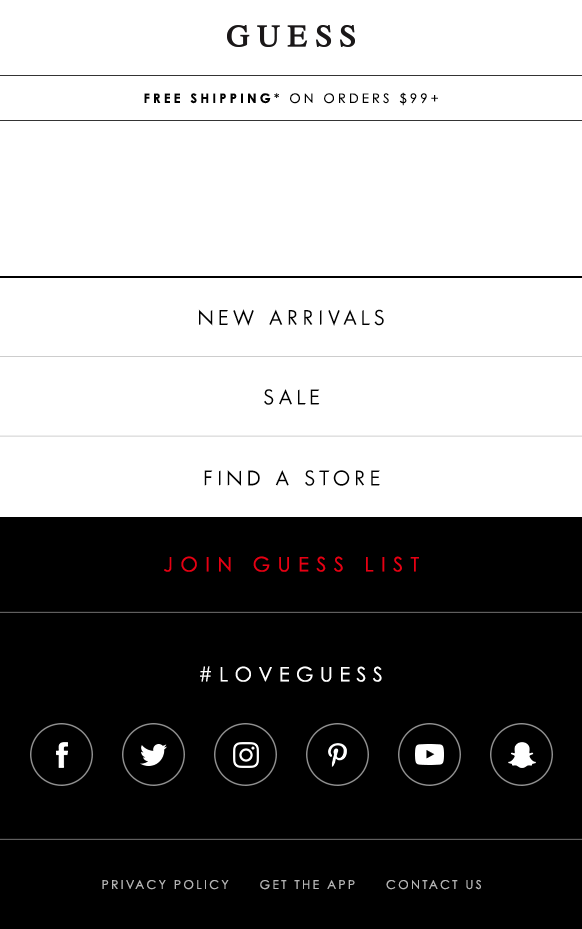 GUESS
FREE SHIPPING* ON ORDERS $99+
NEW ARRIVALS
SALE
FIND A STORE
JOIN GUESS LIST
#LOVEGUESS
PRIVACY POLICY GET THE APP CONTACT US